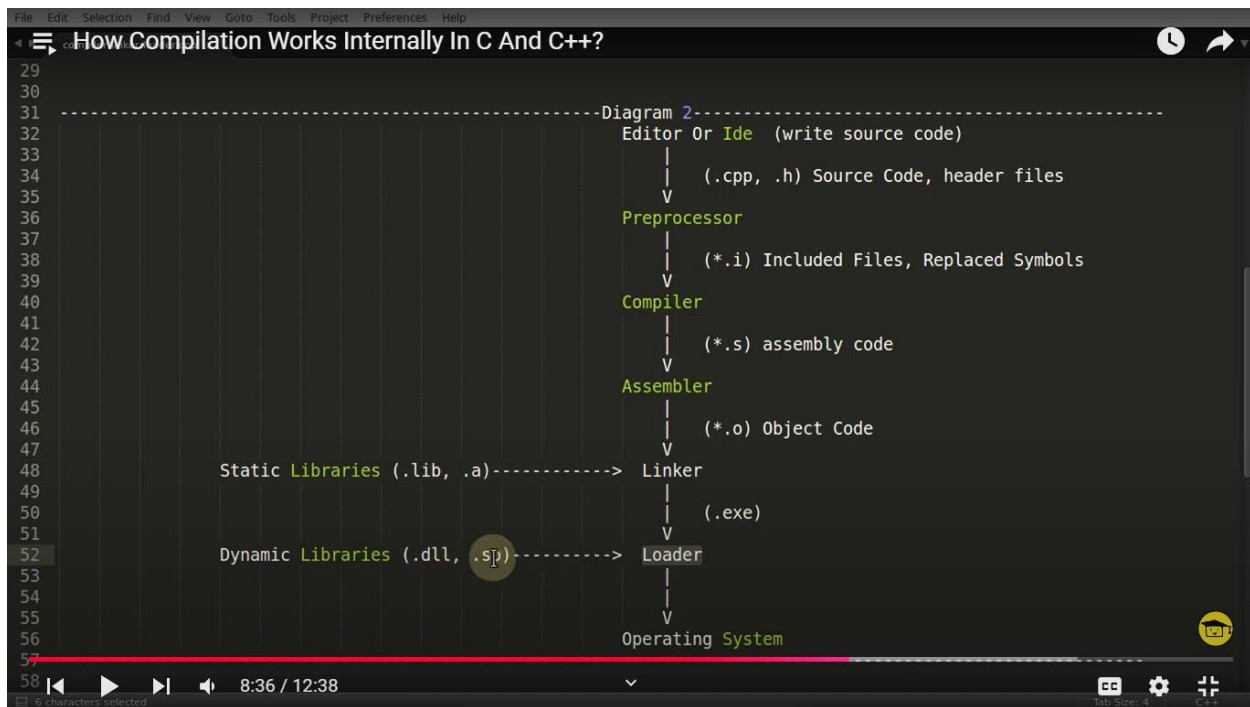 File Edit Selection Find View Goto Tools Project Preferences Help
How Compilation Works Internally In C And C++?
29
30
31 ------------------------------------------------------Diagram 2-----------------------------------------------
32 Editor Or Ide (write source code)
33 |
34 | (.cpp, .h) Source Code, header files
35 V
36 Preprocessor
37 |
38 | (*.i) Included Files, Replaced Symbols
39 V
40 Compiler
41 |
42 | (*.s) assembly code
43 V
44 Assembler
45 |
46 | (*.o) Object Code
47 V
48 Static Libraries (.lib, .a)------------> Linker
49 |
50 | (.exe)
51 V
52 Dynamic Libraries (.dll, .so)----------> Loader
53 |
54 |
55 V
56 Operating System
57
58
8:36 / 12:38
CC
6 characters selected
Tab Size: 4
C++